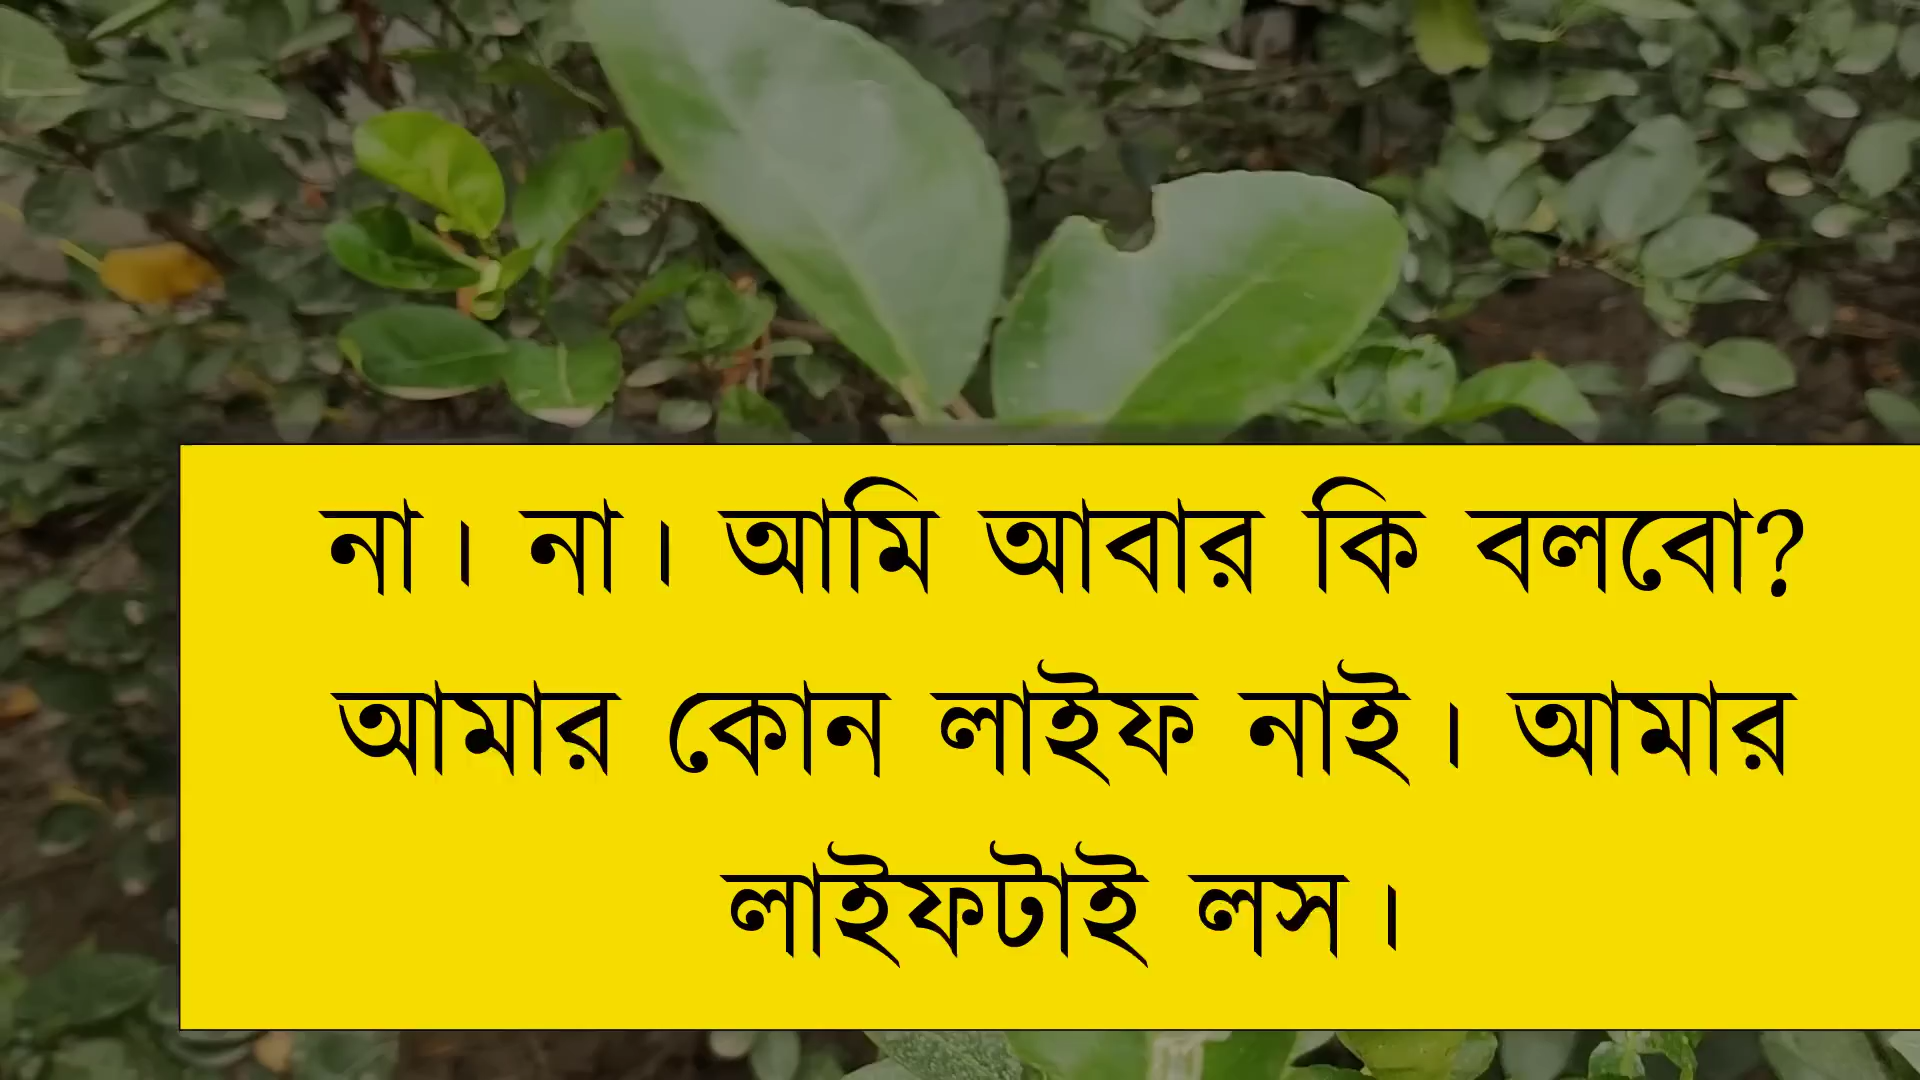 না। না। আমি আবার কি বলবো?
আমার কোন লাইফ নাই। আমার
লাইফটাই লস।